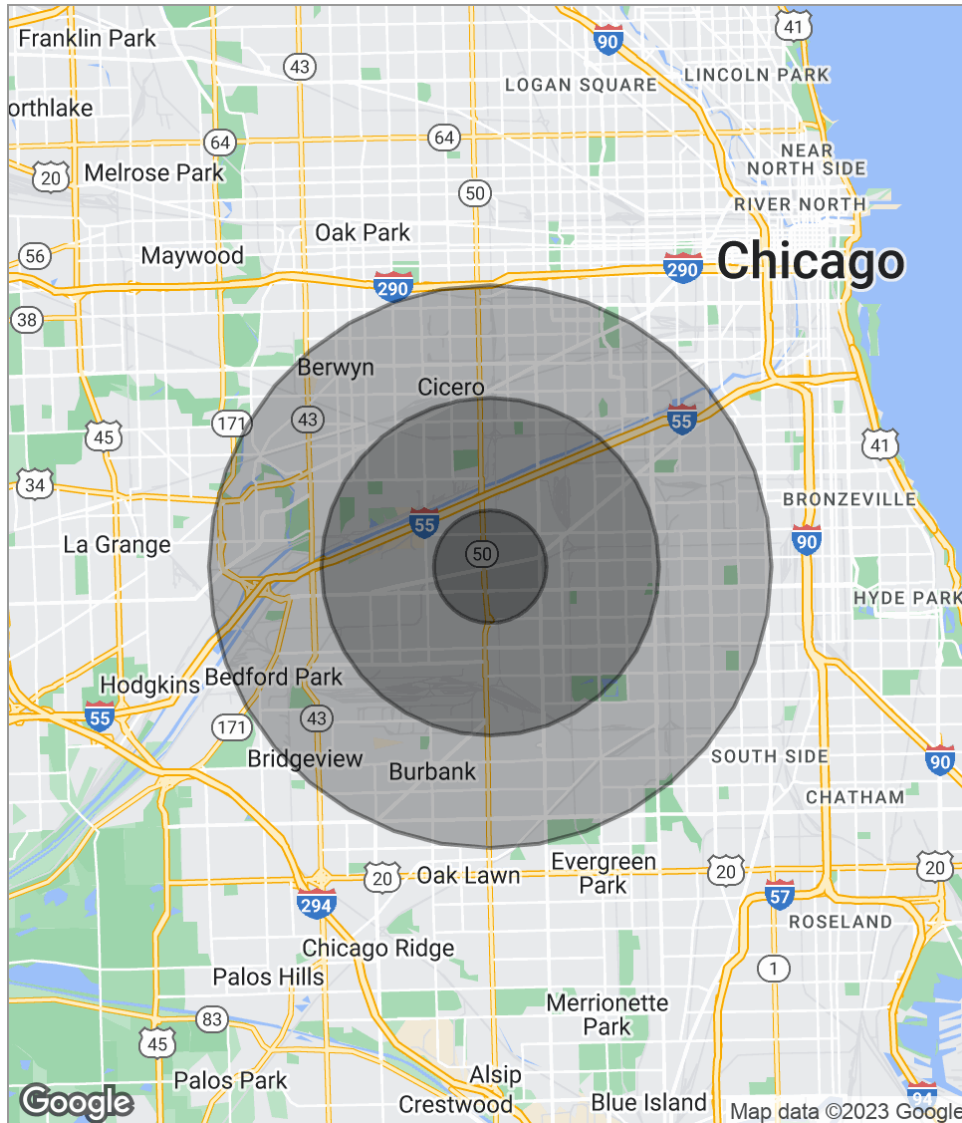 Franklin Park
43
90
41
LOGAN SQUARE
LINCOLN PARK
orthlake
64
64
20
Melrose Park
50
NEAR
NORTH SIDE
RIVER NORTH
Oak Park
56
Maywood
290
290
Chicago
38
Berwyn
Cicero
171
43
55
45
41
34
55
BRONZEVILLE
La Grange
50
90
HYDE PARK
Hodgkins
Bedford Park
55
171
43
Bridgeview
Burbank
SOUTH SIDE
90
CHATHAM
20
Oak Lawn
Evergreen
Park
20
20
294
57
ROSELAND
Chicago Ridge
Palos Hills
1
83
Merrionette
Park
45
Palos Park
Alsip
Crestwood
Blue Island
94
Google
Map data ©2023 Google